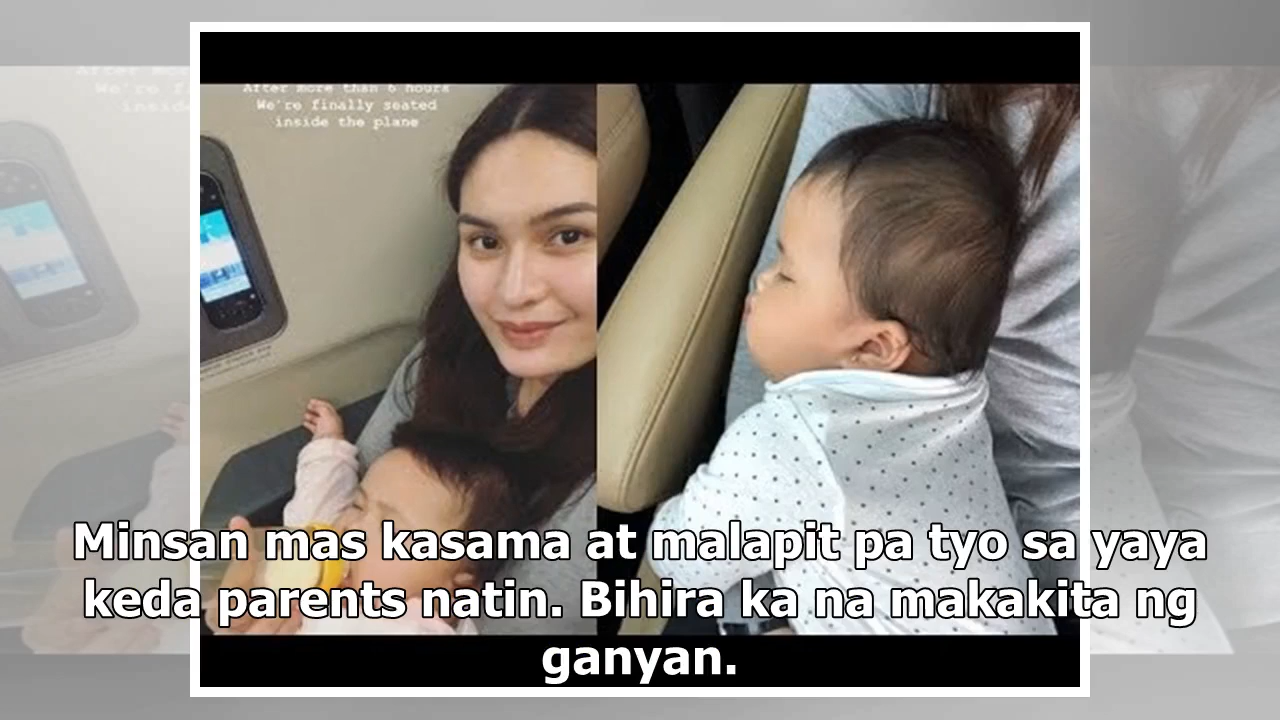 After more than 6 hours
We're finally seated
inside the plane
Minsan mas kasama at malapit pa tyo sa yaya
keda parents natin. Bihira ka na makakita ng
ganyan.